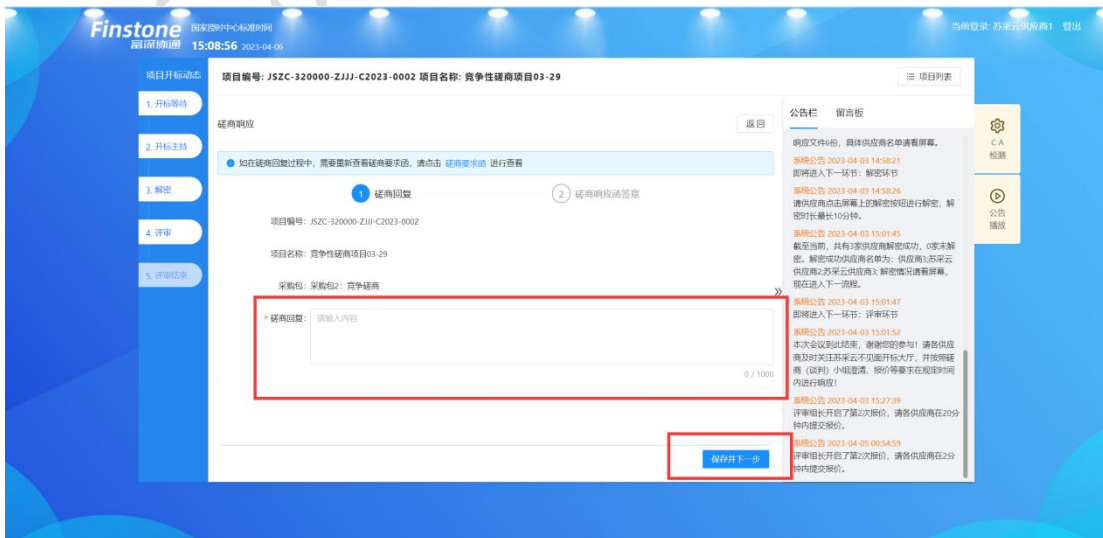 Finstone 国家授时中心标准时间
富深协通 15:08:56 2023-04-06
当前登录: 苏采云供应商1 登出
项目开标动态
1. 开标等待
2. 开标主持
3. 解密
4. 评审
5. 评审结束
项目编号: JSZC-320000-ZJJJ-C2023-0002 项目名称: 竞争性磋商项目03-29
项目列表
磋商响应
返 回
如在磋商回复过程中，需要重新查看磋商要求函，请点击 磋商要求函 进行查看
1 磋商回复
2 磋商响应函签章
项目编号: JSZC-320000-ZJJJ-C2023-0002
项目名称: 竞争性磋商项目03-29
采购包: 采购包2: 竞争磋商
* 磋商回复: 请输入内容
0 / 1000
保存并下一步
公告栏 留言板
响应文件6份，具体供应商名单请看屏幕。
系统公告 2023-04-03 14:58:21
即将进入下一环节: 解密环节
系统公告 2023-04-03 14:58:26
请供应商点击屏幕上的解密按钮进行解密，解
密时长最长10分钟。
系统公告 2023-04-03 15:01:45
截至当前，共有3家供应商解密成功，0家未解
密。解密成功供应商名单为: 供应商3;苏采云
供应商2;苏采云供应商3; 解密情况请看屏幕，
现在进入下一流程。
系统公告 2023-04-03 15:01:47
即将进入下一环节: 评审环节
系统公告 2023-04-03 15:01:52
本次会议到此结束，谢谢您的参与！请各供应
商及时关注苏采云不见面开标大厅，并按照磋
商（谈判）小组澄清、报价等要求在规定时间
内进行响应！
系统公告 2023-04-03 15:27:39
评审组长开启了第2次报价，请各供应商在20分
钟内提交报价。
系统公告 2023-04-05 00:54:59
评审组长开启了第2次报价，请各供应商在2分
钟内提交报价。
CA
检测
公告
播放